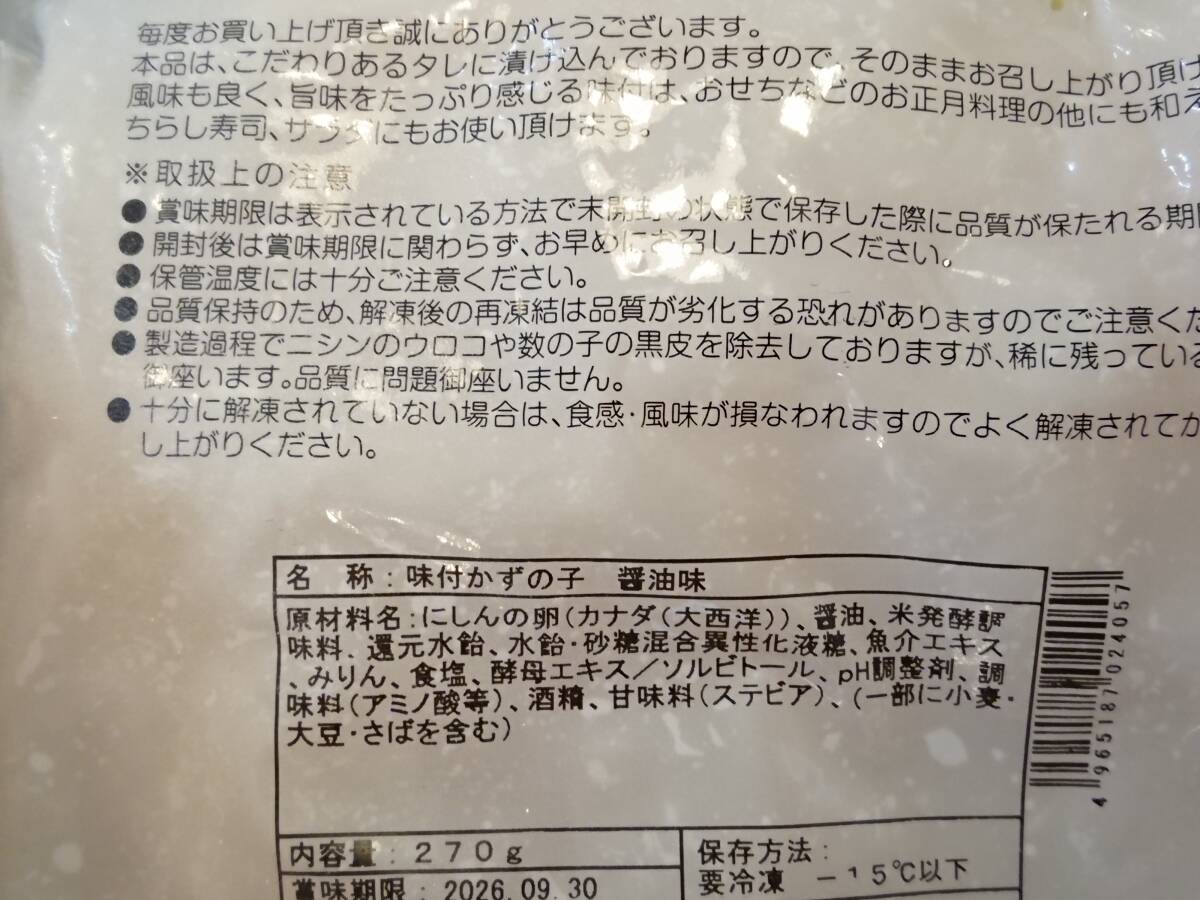 毎度お買い上げ頂き誠にありがとうございます。
本品は、こだわりあるタレに漬け込んでおりますので、そのままお召し上がり頂け
風味も良く、旨味をたっぷり感じる味付は、おせちなどのお正月料理の他にも和え
ちらし寿司、サラダにもお使い頂けます。
※取扱上の注意
●賞味期限は表示されている方法で未開封の状態で保存した際に品質が保たれる期
●開封後は賞味期限に関わらず、お早めにお召し上がりください。
●保管温度には十分ご注意ください。
●品質保持のため、解凍後の再凍結は品質が劣化する恐れがありますのでご注意くだ
●製造過程でニシンのウロコや数の子の黒皮を除去しておりますが、稀に残っている
御座います。品質に問題御座いません。
●十分に解凍されていない場合は、食感・風味が損なわれますのでよく解凍されてか
し上がりください。
名 称:味付かずの子 醤油味
原材料名:にしんの卵(カナダ(大西洋))、醤油、米発酵調
味料、還元水飴、水飴・砂糖混合異性化液糖、魚介エキス
、みりん、食塩、酵母エキス/ソルビトール、pH調整剤、調
味料(アミノ酸等)、酒精、甘味料(ステビア)、(一部に小麦・
大豆・さばを含む)
4965187024057
内容量:270g
賞味期限:2026.09.30
保存方法:
要冷凍 -15℃以下